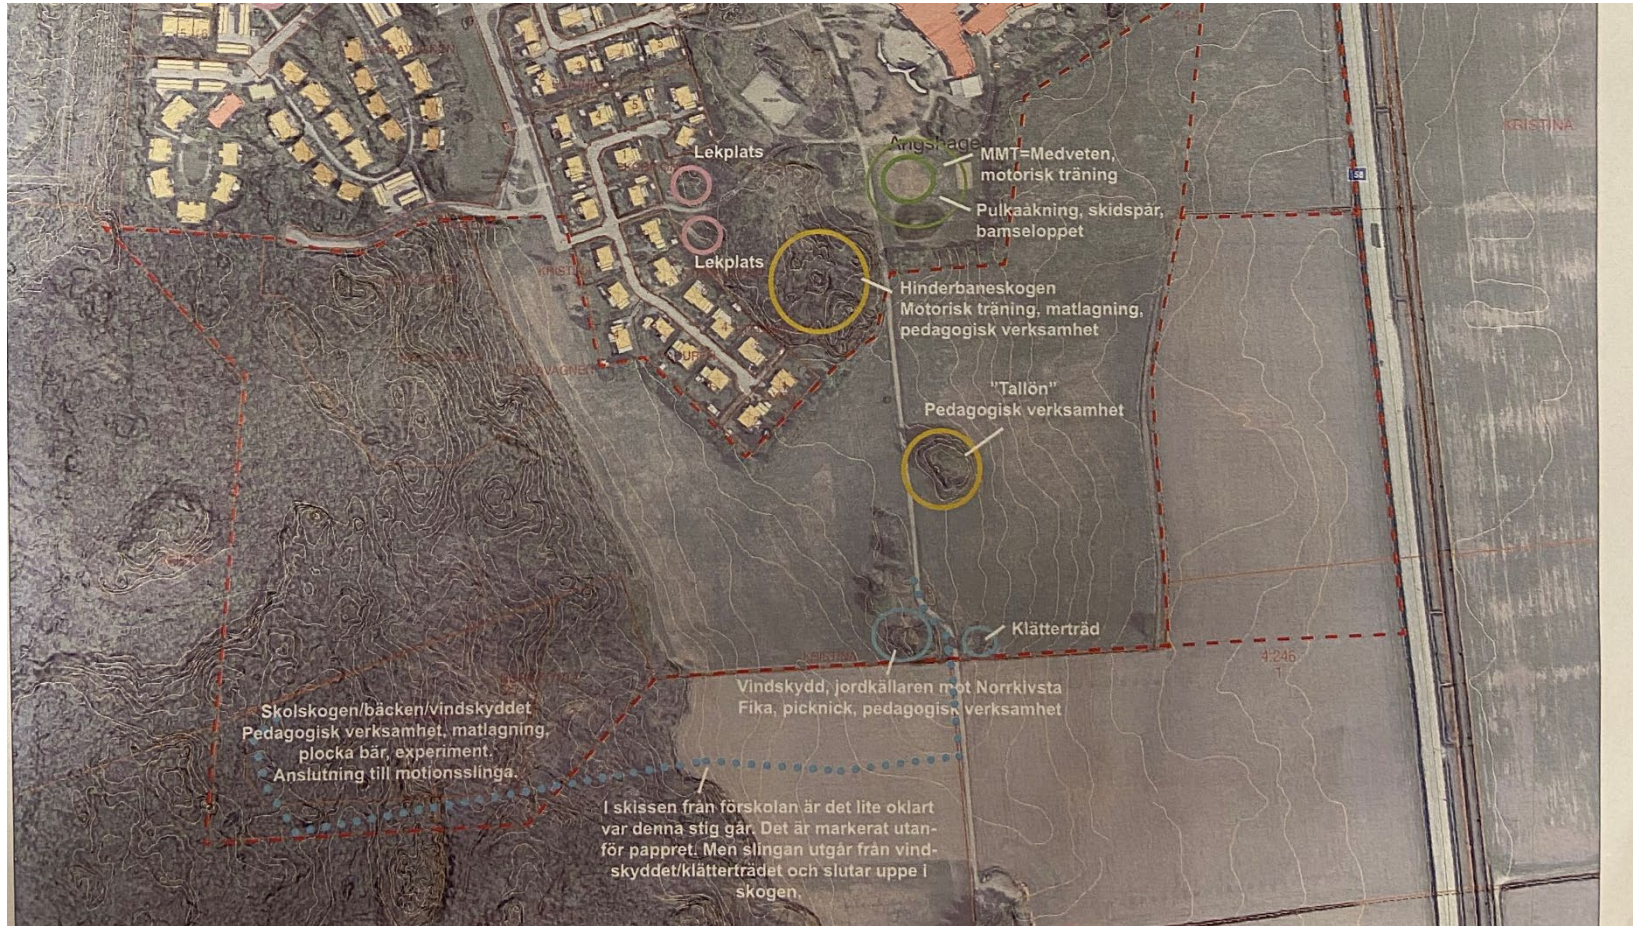 KRISTINA
Lekplats
Ängshage
MMT=Medveten,
motorisk träning
58
Pulkaåkning, skidspår,
bamseloppet
Lekplats
Hinderbaneskogen
Motorisk träning, matlagning,
pedagogisk verksamhet
"Tallön"
Pedagogisk verksamhet
Klätterträd
KRISTINA
4:246
Vindskydd, jordkällaren mot Norrkivsta
Fika, picknick, pedagogisk verksamhet
Skolskogen/bäcken/vindskyddet
Pedagogisk verksamhet, matlagning,
plocka bär, experiment.
Anslutning till motionsslinga.
I skissen från förskolan är det lite oklart
var denna stig går. Det är markerat utan-
för pappret. Men slingan utgår från vind-
skyddet/klätterträdet och slutar uppe i
skogen.